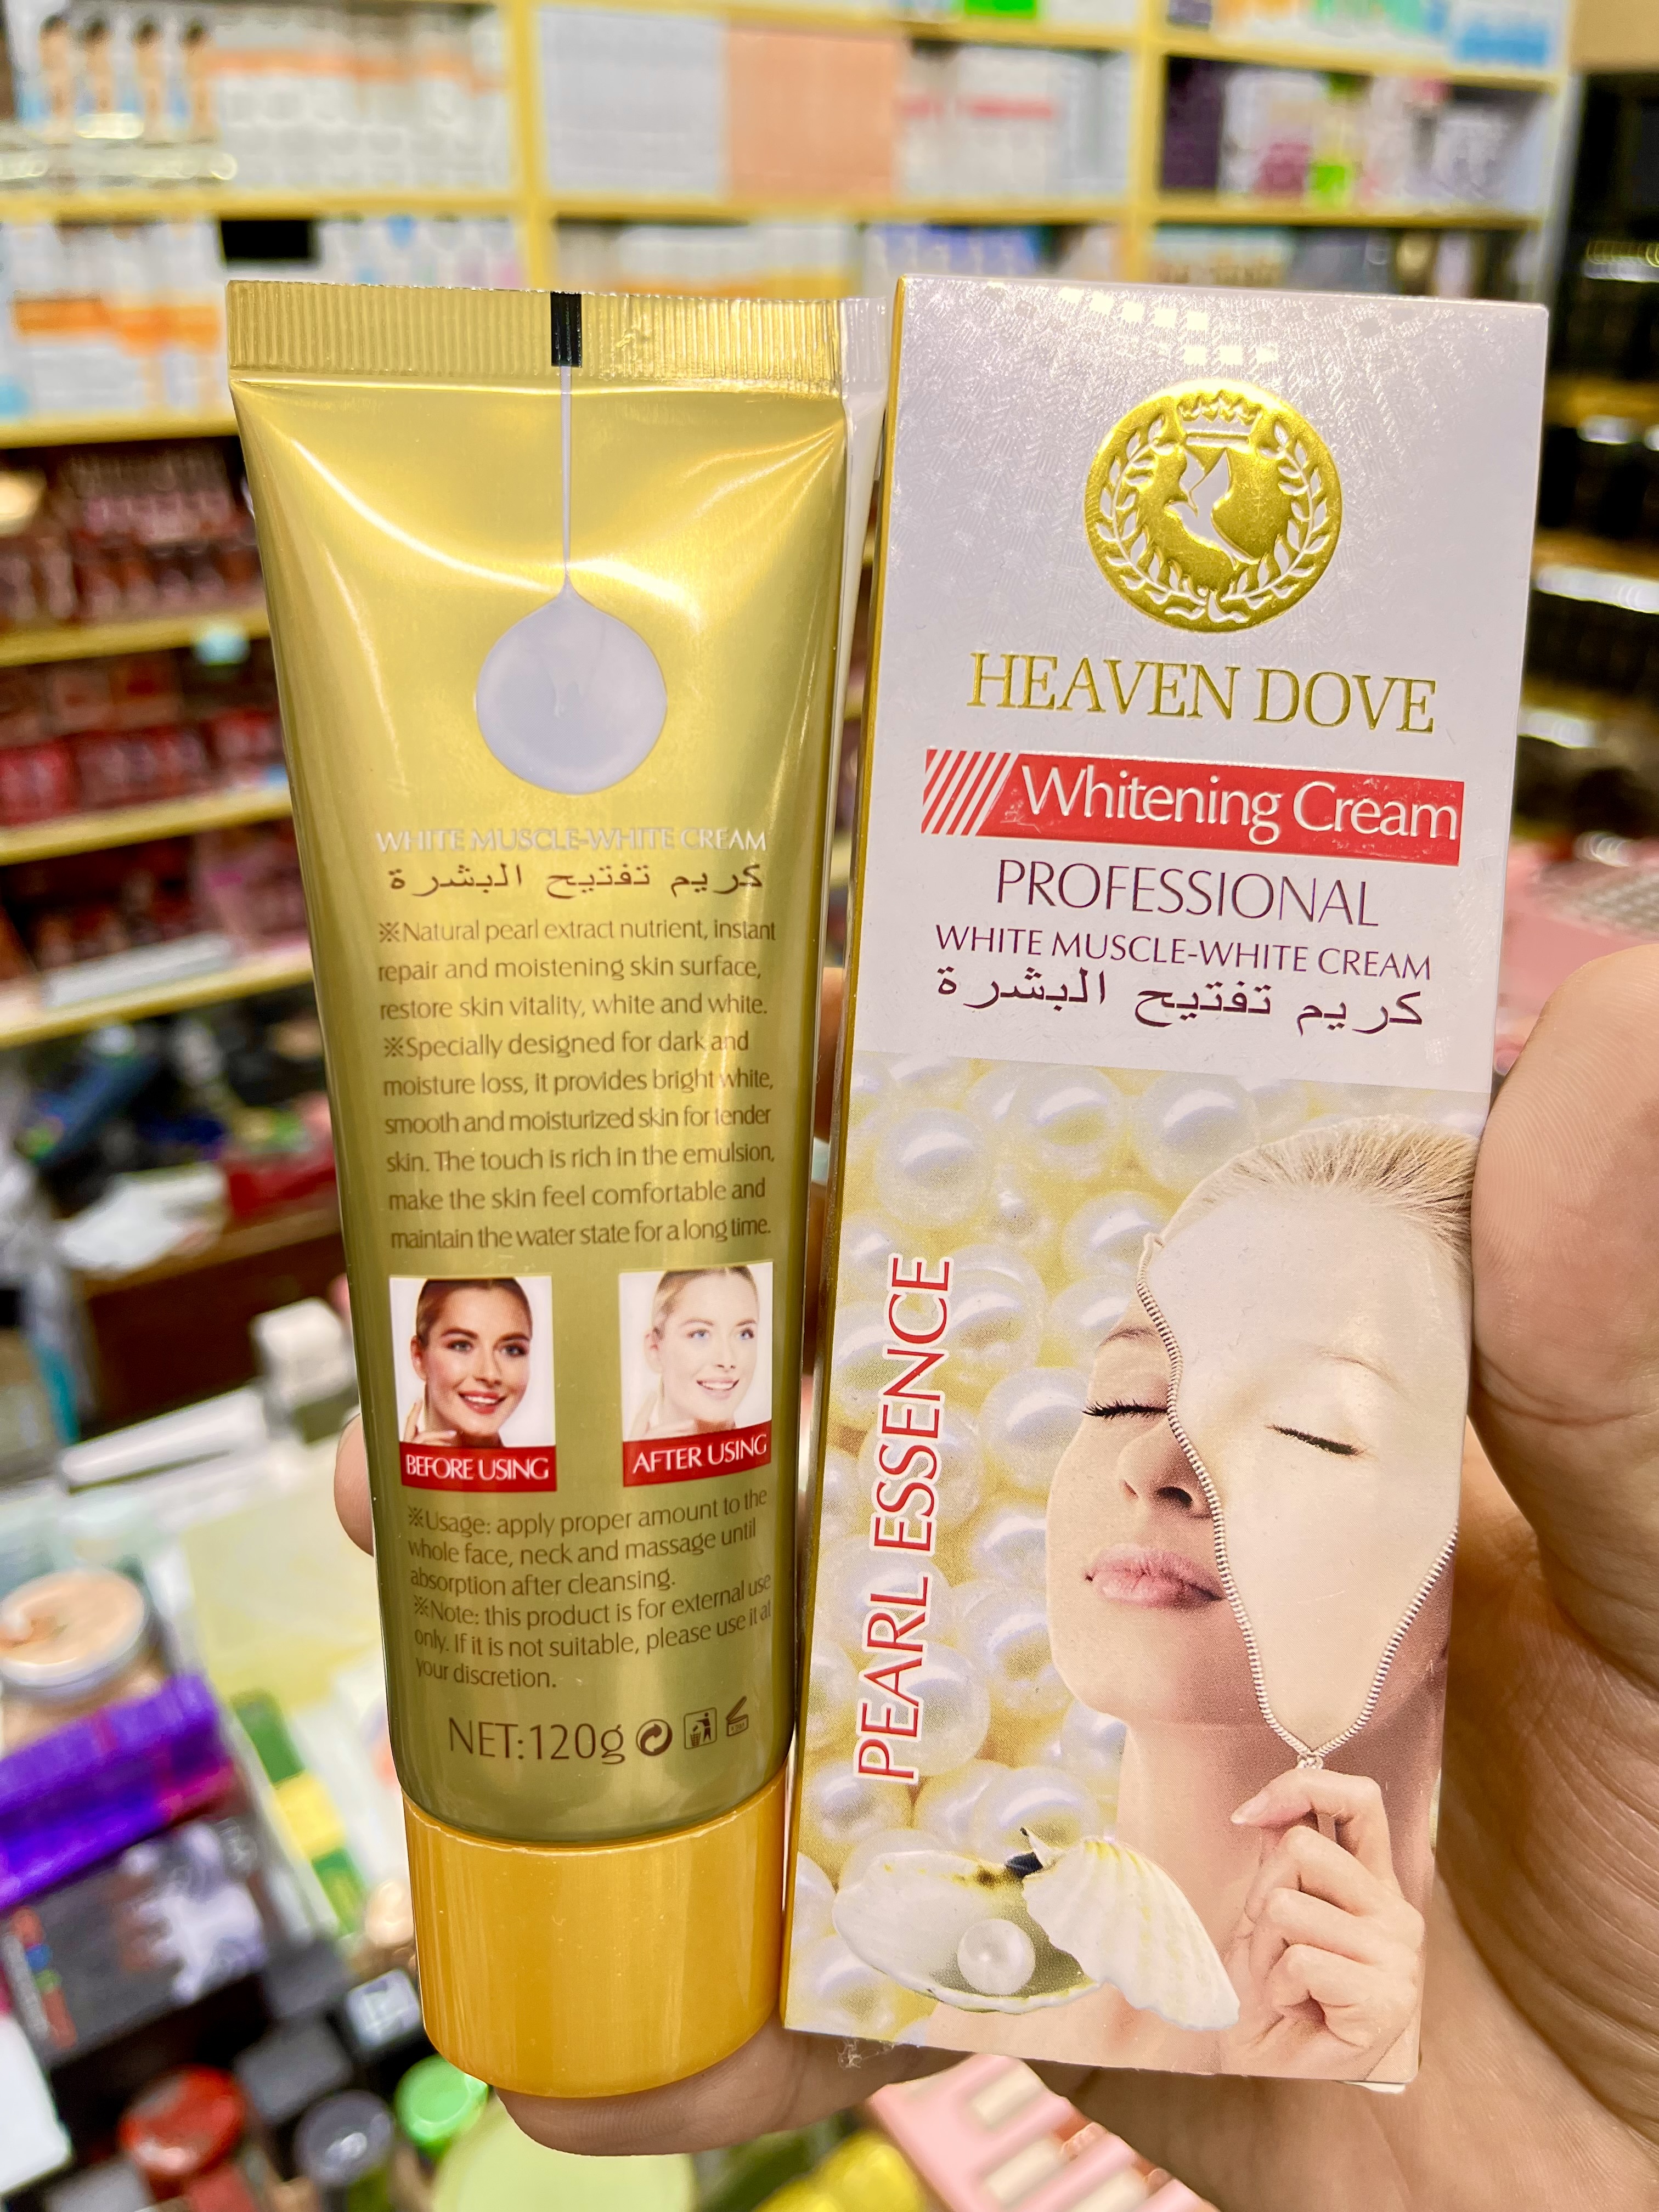 WHITE MUSCLE-WHITE CREAM
كريم تفتيح البشرة
※Natural pearl extract nutrient, instant
repair and moistening skin surface,
restore skin vitality, white and white.
※Specially designed for dark and
moisture loss, it provides bright white,
smooth and moisturized skin for tender
skin. The touch is rich in the emulsion,
make the skin feel comfortable and
maintain the water state for a long time.
BEFORE USING
AFTER USING
※Usage: apply proper amount to the
whole face, neck and massage until
absorption after cleansing.
※Note: this product is for external use
only. If it is not suitable, please use it at
your discretion.
NET:120g
HEAVEN DOVE
Whitening Cream
PROFESSIONAL
WHITE MUSCLE-WHITE CREAM
كريم تفتيح البشرة
PEARL ESSENCE